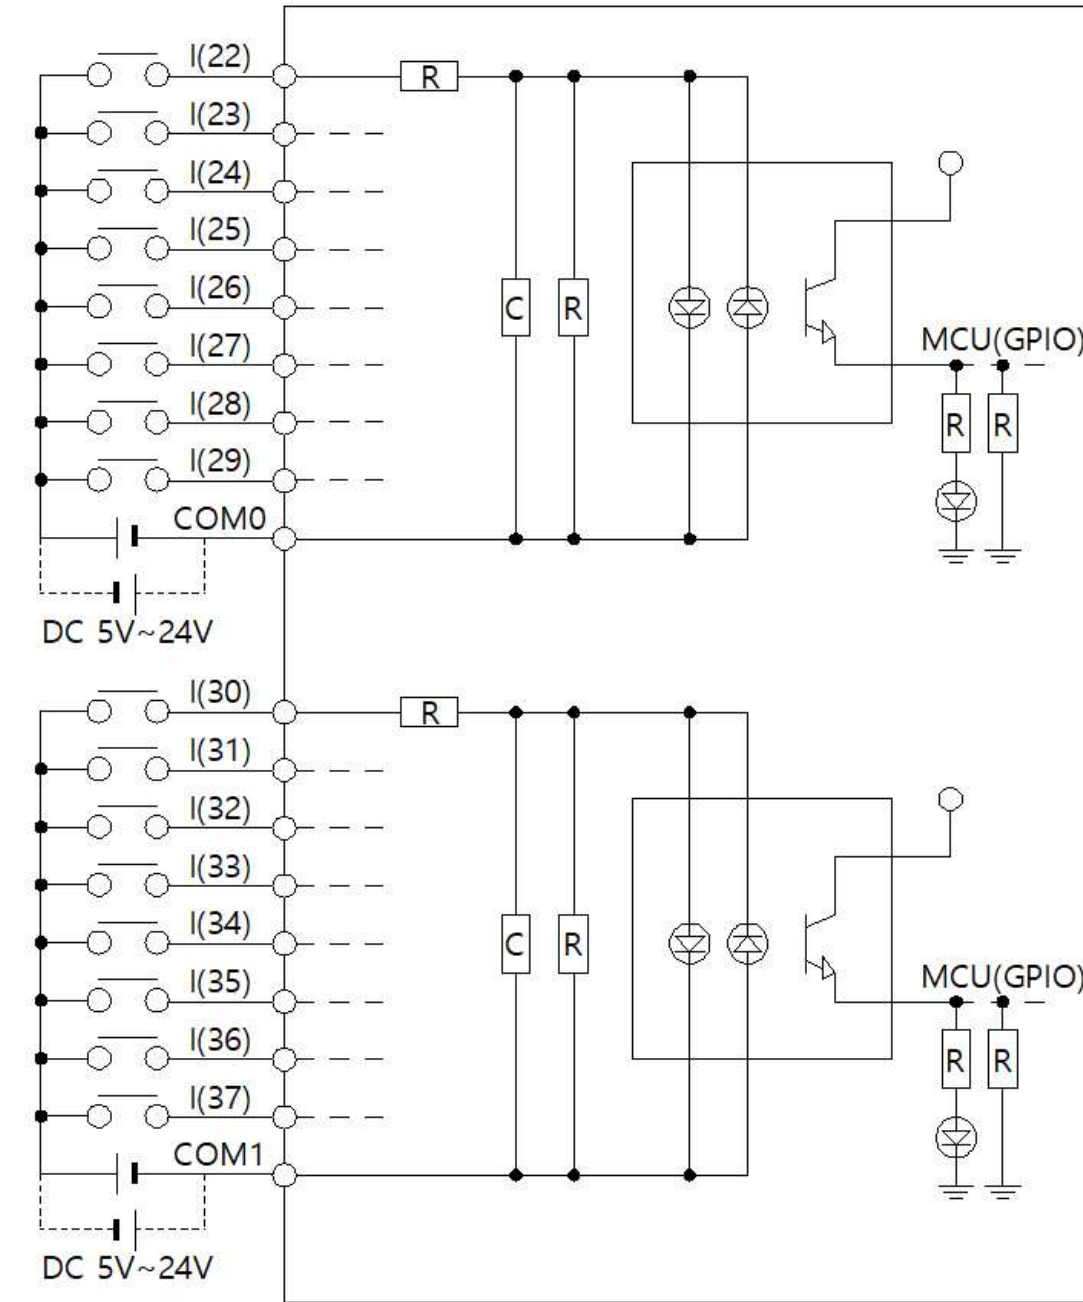 I(22)
R
I(23)
I(24)
I(25)
I(26)
C
R
I(27)
MCU(GPIO)
I(28)
R
R
I(29)
COM0
DC 5V~24V
I(30)
R
I(31)
I(32)
I(33)
I(34)
C
R
I(35)
MCU(GPIO)
I(36)
R
R
I(37)
COM1
DC 5V~24V